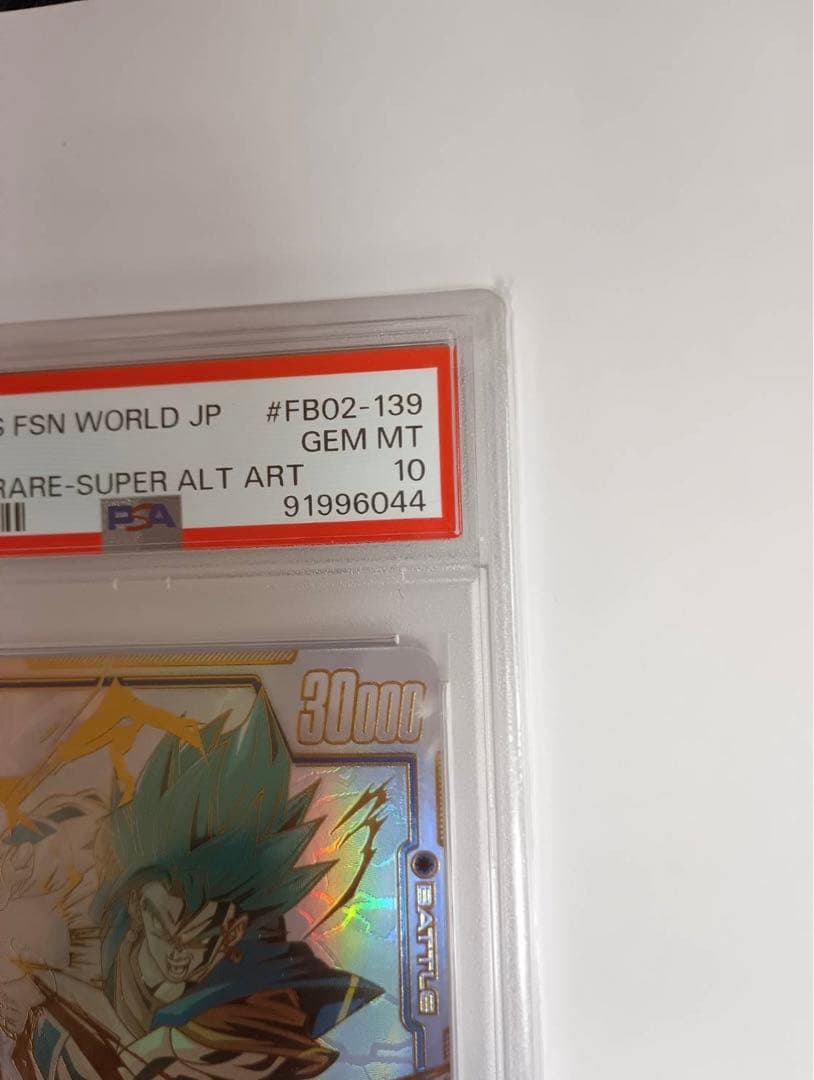 FSN WORLD JP #FB02-139
GEM MT
RARE-SUPER ALT ART 10
91996044
PSA
30000
BATTLE